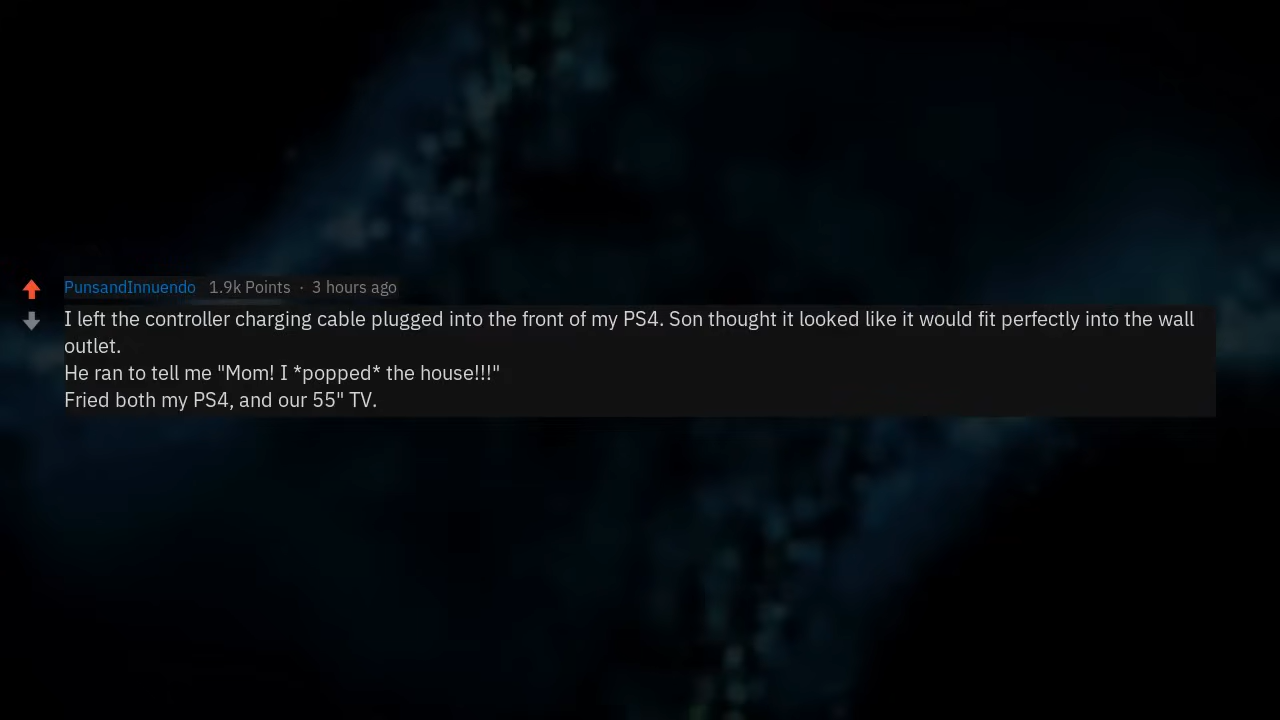 PunsandInnuendo 1.9k Points · 3 hours ago
I left the controller charging cable plugged into the front of my PS4. Son thought it looked like it would fit perfectly into the wall
outlet.
He ran to tell me "Mom! I *popped* the house!!!"
Fried both my PS4, and our 55" TV.